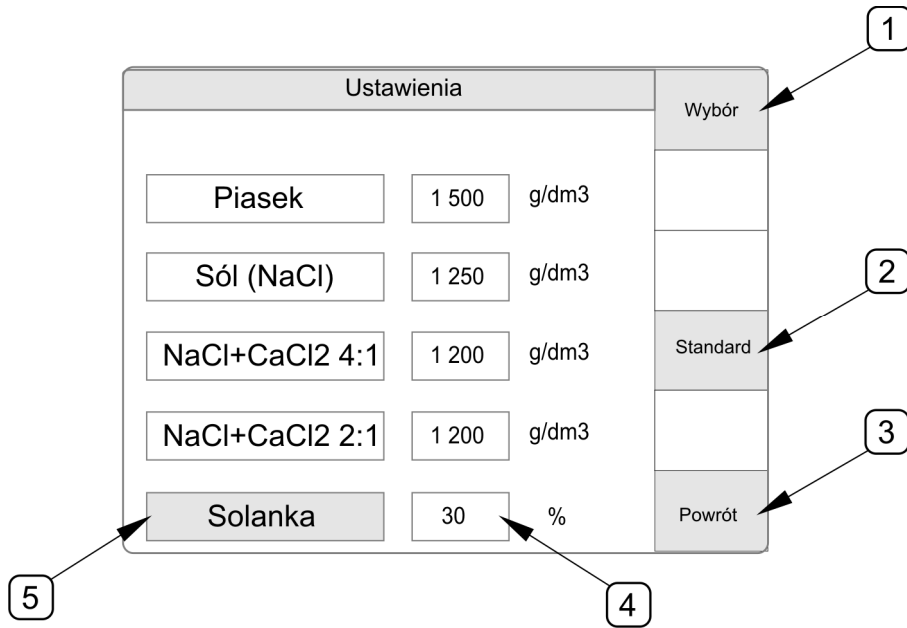 1
Ustawienia
Wybór
Piasek 1 500 g/dm3
Sól (NaCl) 1 250 g/dm3
2
NaCl+CaCl2 4:1 1 200 g/dm3
Standard
NaCl+CaCl2 2:1 1 200 g/dm3
3
Solanka 30 %
Powrót
5
4